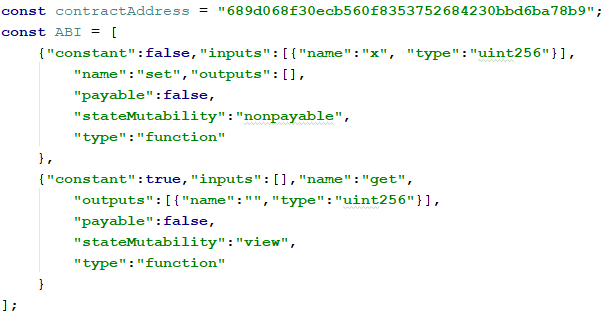 const contractAddress = "689d068f30ecb560f8353752684230bbd6ba78b9";
const ABI = [
{"constant":false,"inputs":[{"name":"x", "type":"uint256"}],
"name":"set","outputs":[],
"payable":false,
"stateMutability":"nonpayable",
"type":"function"
},
{"constant":true,"inputs":[],"name":"get",
"outputs":[{"name":"","type":"uint256"}],
"payable":false,
"stateMutability":"view",
"type":"function"
}
];